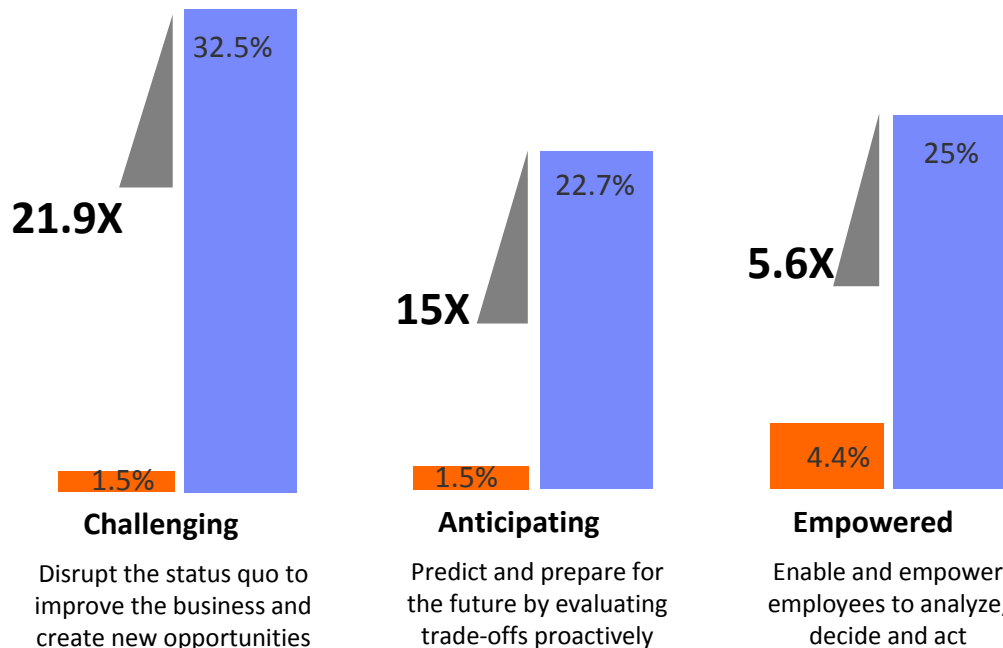 32.5%
21.9X
1.5%
Challenging
Disrupt the status quo to
improve the business and
create new opportunities
22.7%
15X
1.5%
Anticipating
Predict and prepare for
the future by evaluating
trade-offs proactively
25%
5.6X
4.4%
Empowered
Enable and empower
employees to analyze,
decide and act